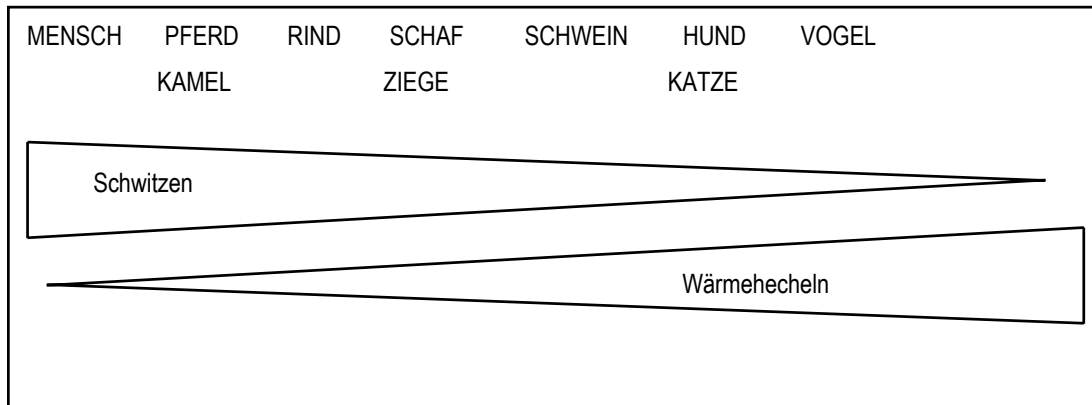 MENSCH PFERD RIND SCHAF SCHWEIN HUND VOGEL
KAMEL ZIEGE KATZE
Schwitzen
Wärmehecheln